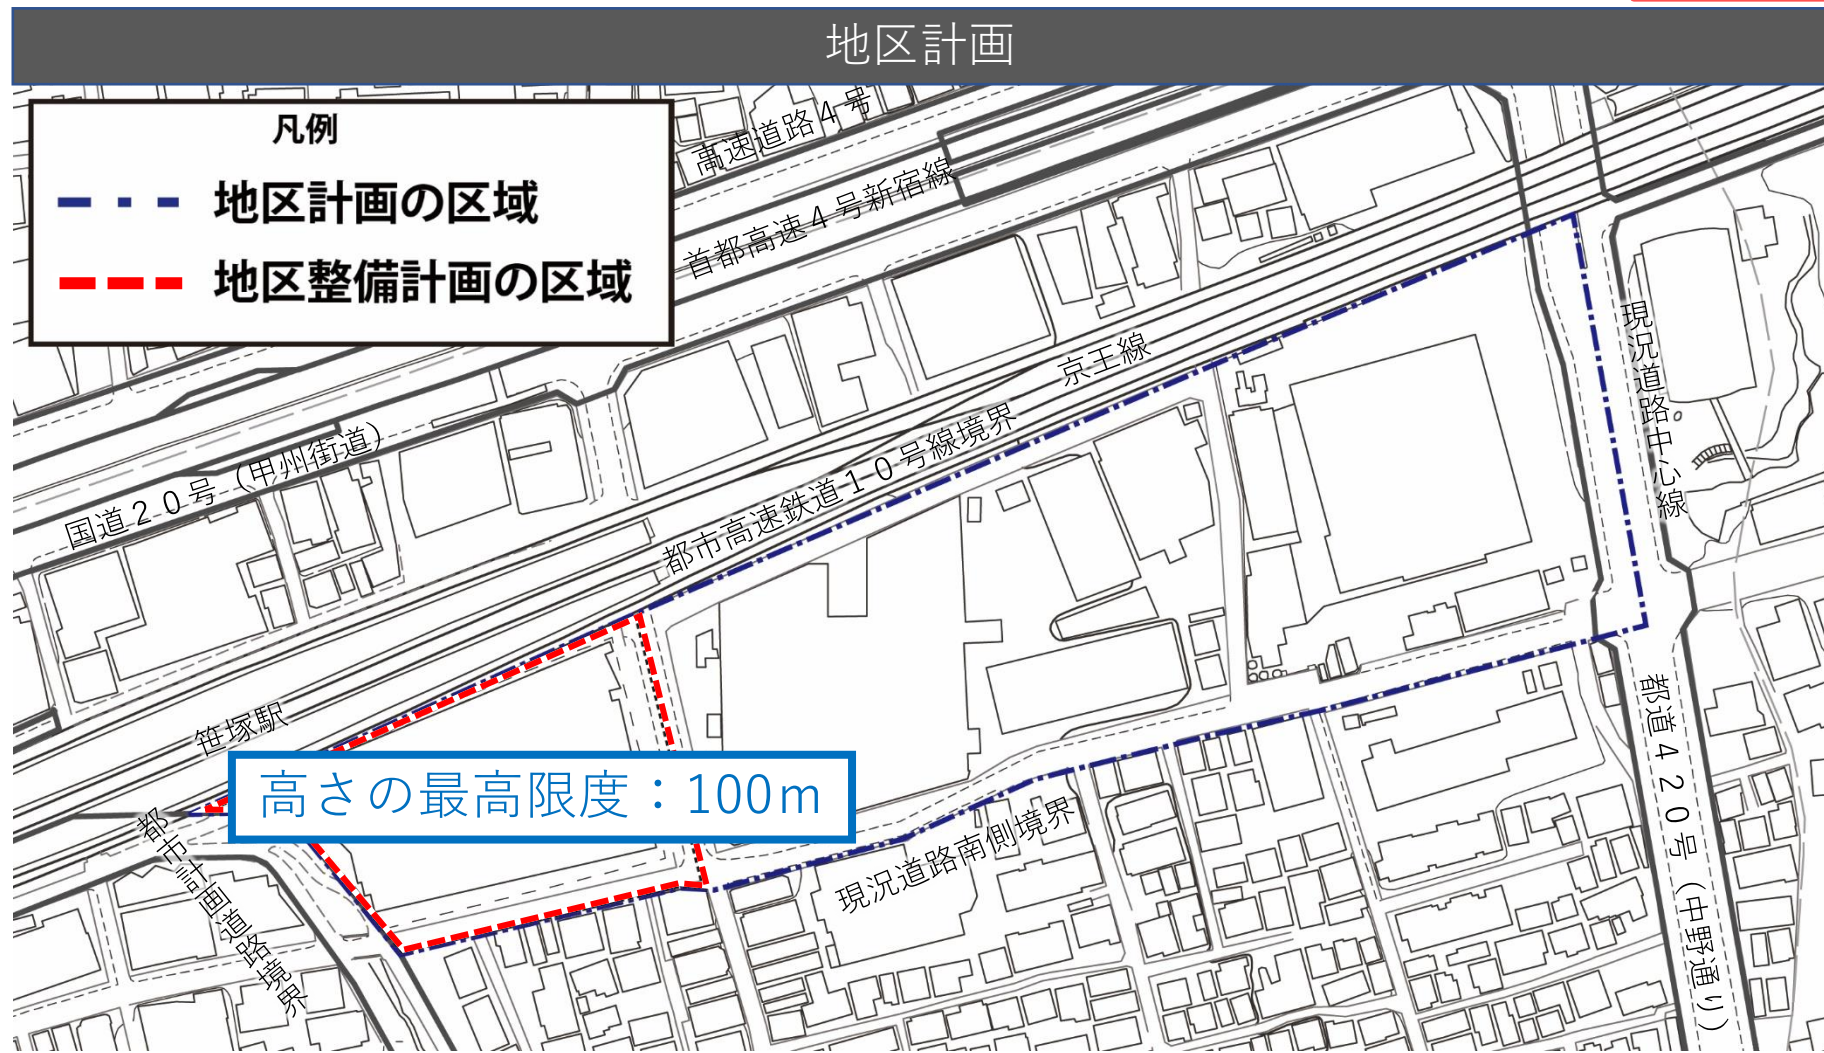 地区計画
凡例
地区計画の区域
地区整備計画の区域
高速道路4号
首都高速4号新宿線
国道20号（甲州街道）
京王線
都市高速鉄道10号線境界
現況道路中心線
笹塚駅
高さの最高限度：100m
都市計画道路境界
現況道路南側境界
都道420号（中野通り）